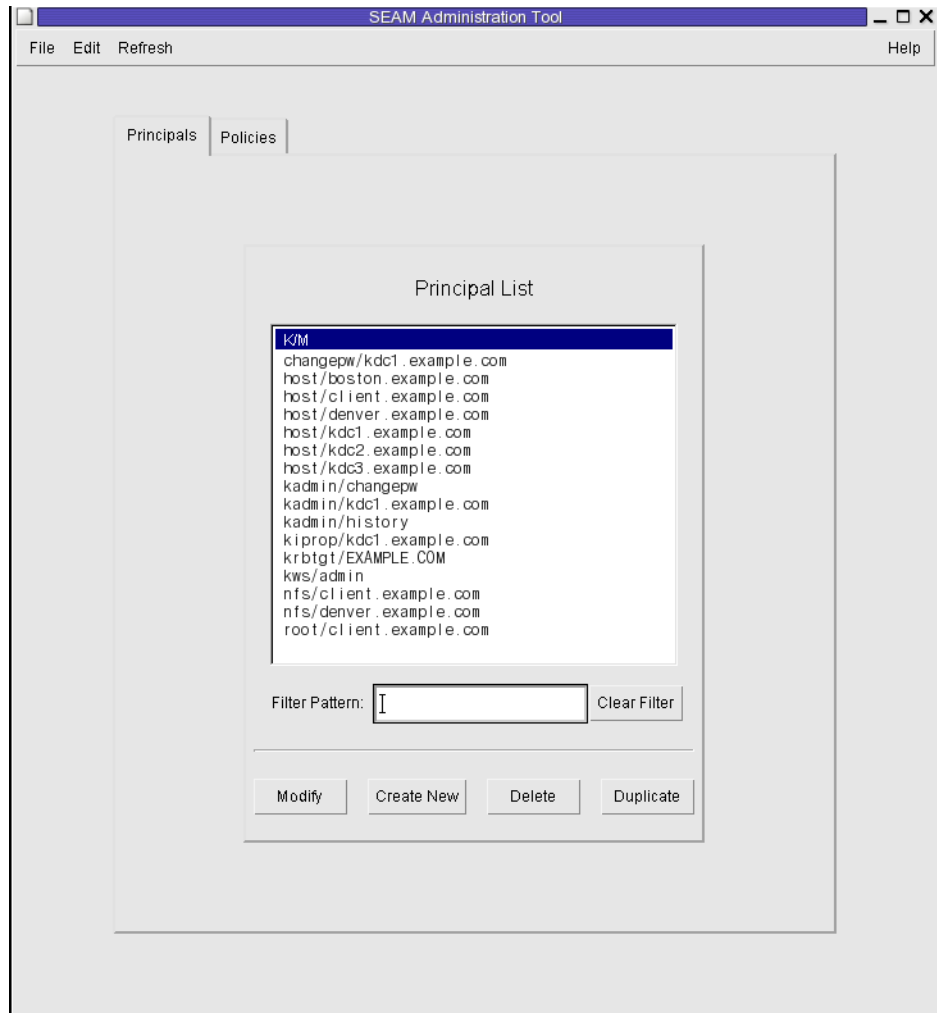 SEAM Administration Tool
File Edit Refresh Help
Principals Policies
Principal List
K/M
changepw/kdc1.example.com
host/boston.example.com
host/client.example.com
host/denver.example.com
host/kdc1.example.com
host/kdc2.example.com
host/kdc3.example.com
kadmin/changepw
kadmin/kdc1.example.com
kadmin/history
kiprop/kdc1.example.com
krbtgt/EXAMPLE.COM
kws/admin
nfs/client.example.com
nfs/denver.example.com
root/client.example.com
Filter Pattern: Clear Filter
Modify Create New Delete Duplicate